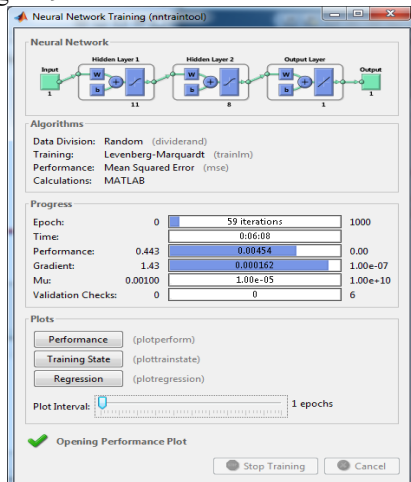 Neural Network Training (nntraintool)
Neural Network
Hidden Layer 1 Hidden Layer 2 Output Layer
Input Output
W W W
b b b
1 11 8 1 1
Algorithms
Data Division: Random (dividerand)
Training: Levenberg-Marquardt (trainlm)
Performance: Mean Squared Error (mse)
Calculations: MATLAB
Progress
Epoch: 0 59 iterations 1000
Time: 0:06:08
Performance: 0.443 0.00454 0.00
Gradient: 1.43 0.000162 1.00e-07
Mu: 0.00100 1.00e-05 1.00e+10
Validation Checks: 0 0 6
Plots
Performance (plotperform)
Training State (plottrainstate)
Regression (plotregression)
Plot Interval: 1 epochs
Opening Performance Plot
Stop Training Cancel